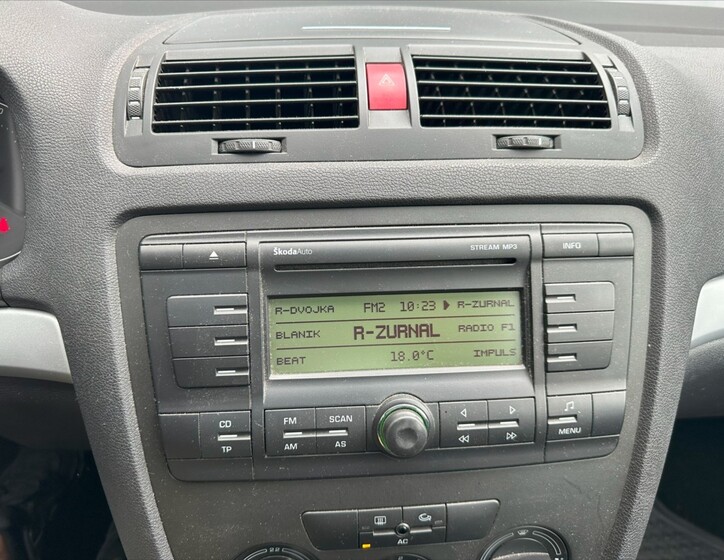 ŠkodaAuto STREAM MP3 INFO
R-DVOJKA FM2 10:23 R-ZURNAL
BLANIK R-ZURNAL RADIO F1
BEAT 18.0°C IMPULS
CD FM SCAN
TP AM AS MENU
AC